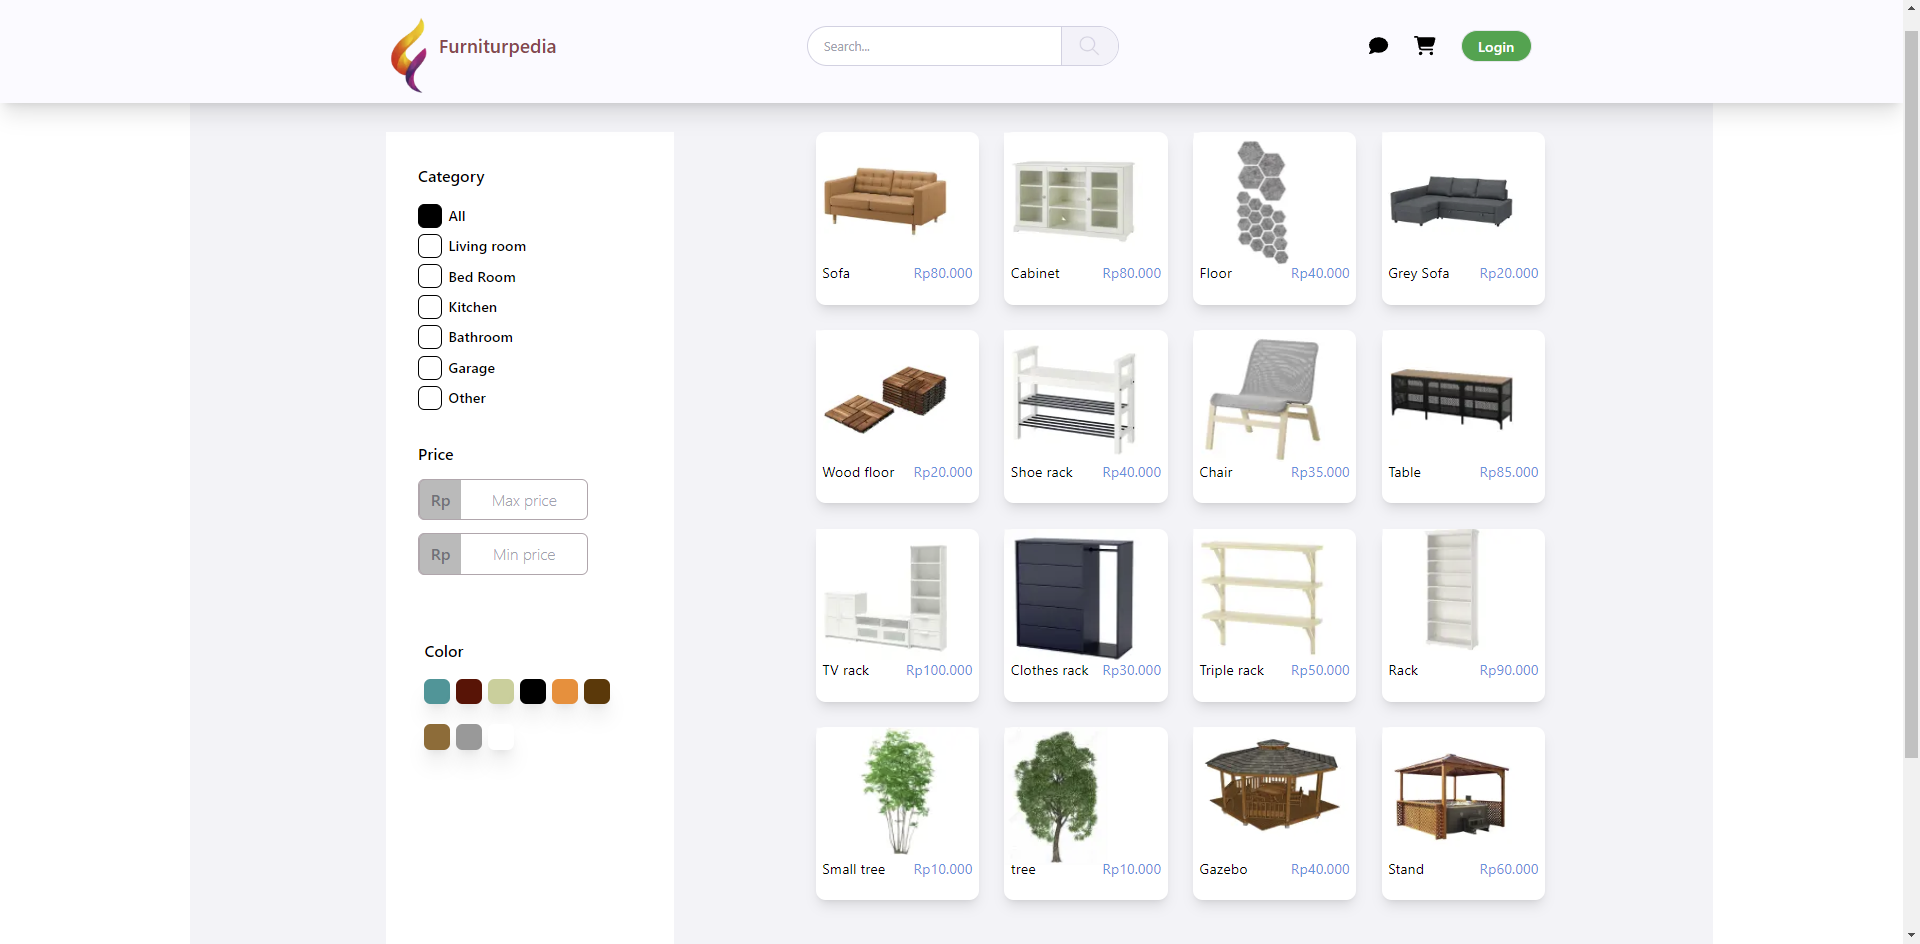 Furniturpedia
Search...
Login
Category
All
Living room
Bed Room
Kitchen
Bathroom
Garage
Other
Price
Rp Max price
Rp Min price
Color
Sofa Rp80.000
Cabinet Rp80.000
Floor Rp40.000
Grey Sofa Rp20.000
Wood floor Rp20.000
Shoe rack Rp40.000
Chair Rp35.000
Table Rp85.000
TV rack Rp100.000
Clothes rack Rp30.000
Triple rack Rp50.000
Rack Rp90.000
Small tree Rp10.000
tree Rp10.000
Gazebo Rp40.000
Stand Rp60.000